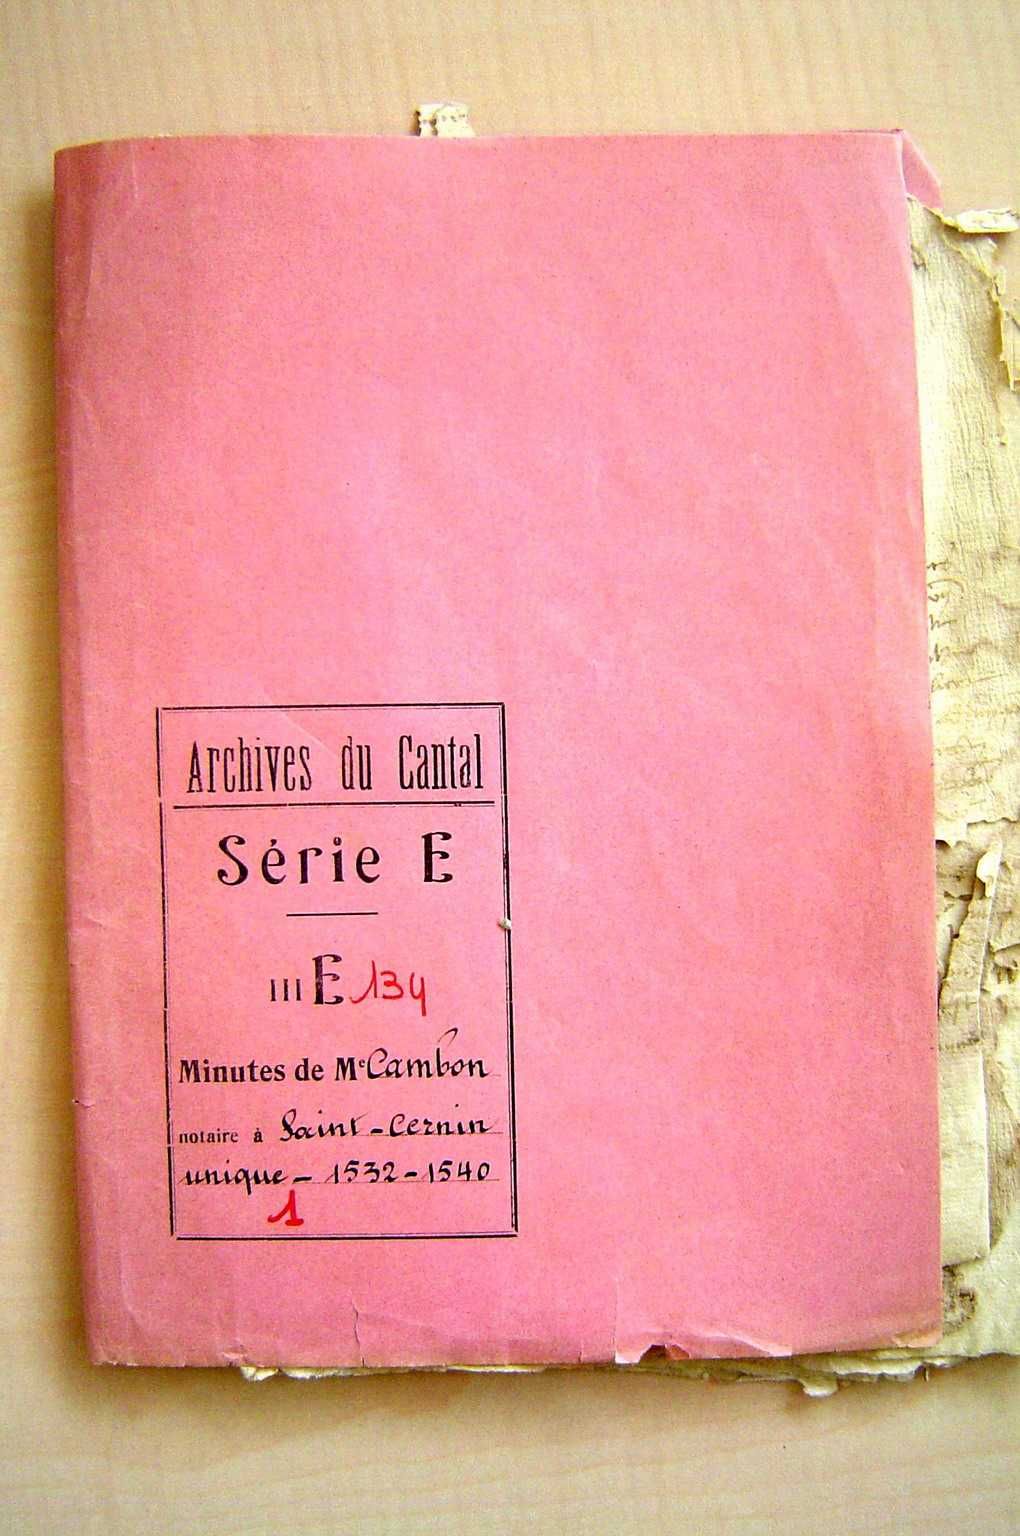 Archives du Cantal
Série E
III E 134
Minutes de Me Cambon
notaire à Saint-Cernin
unique - 1532-1540
1